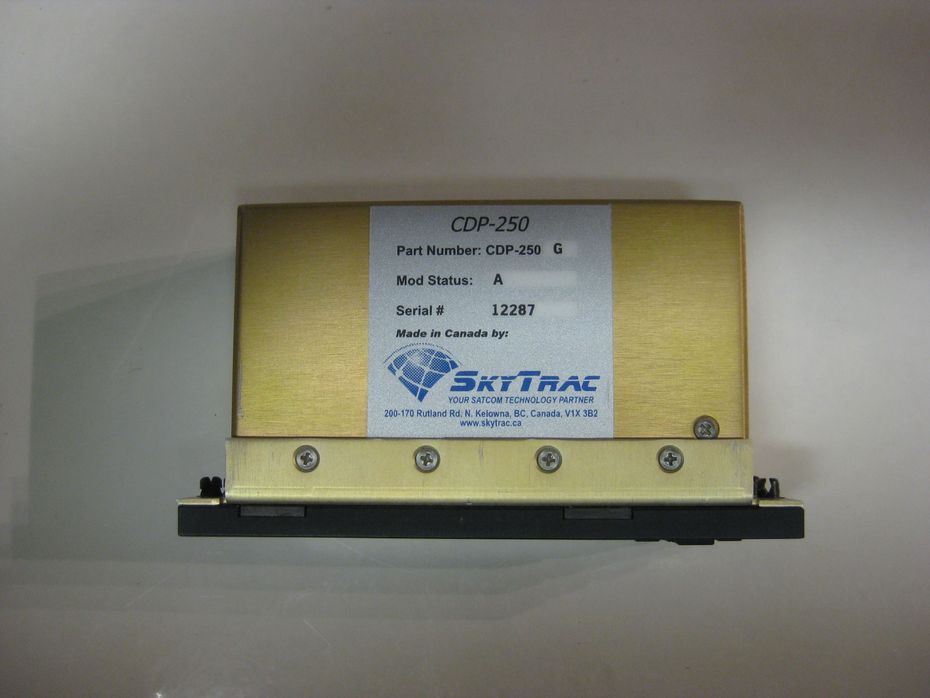 CDP-250
Part Number: CDP-250 G
Mod Status: A
Serial # 12287
Made in Canada by:
SKYTRAC
YOUR SATCOM TECHNOLOGY PARTNER
200-170 Rutland Rd. N. Kelowna, BC, Canada, V1X 3B2
www.skytrac.ca